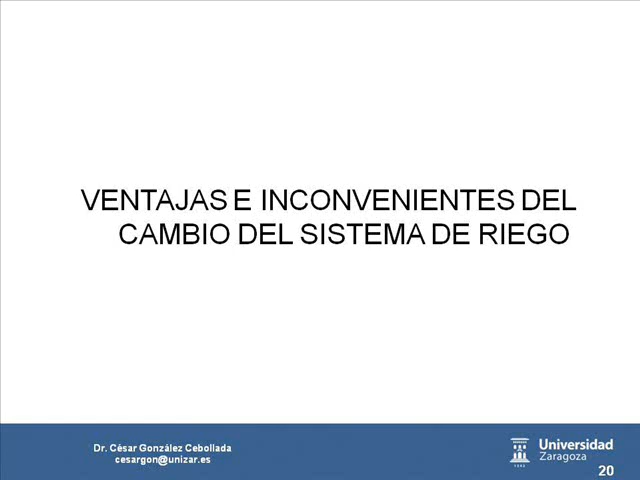 VENTAJAS E INCONVENIENTES DEL
CAMBIO DEL SISTEMA DE RIEGO
Dr. César González Cebollada
cesargon@unizar.es
Universidad
Zaragoza
20